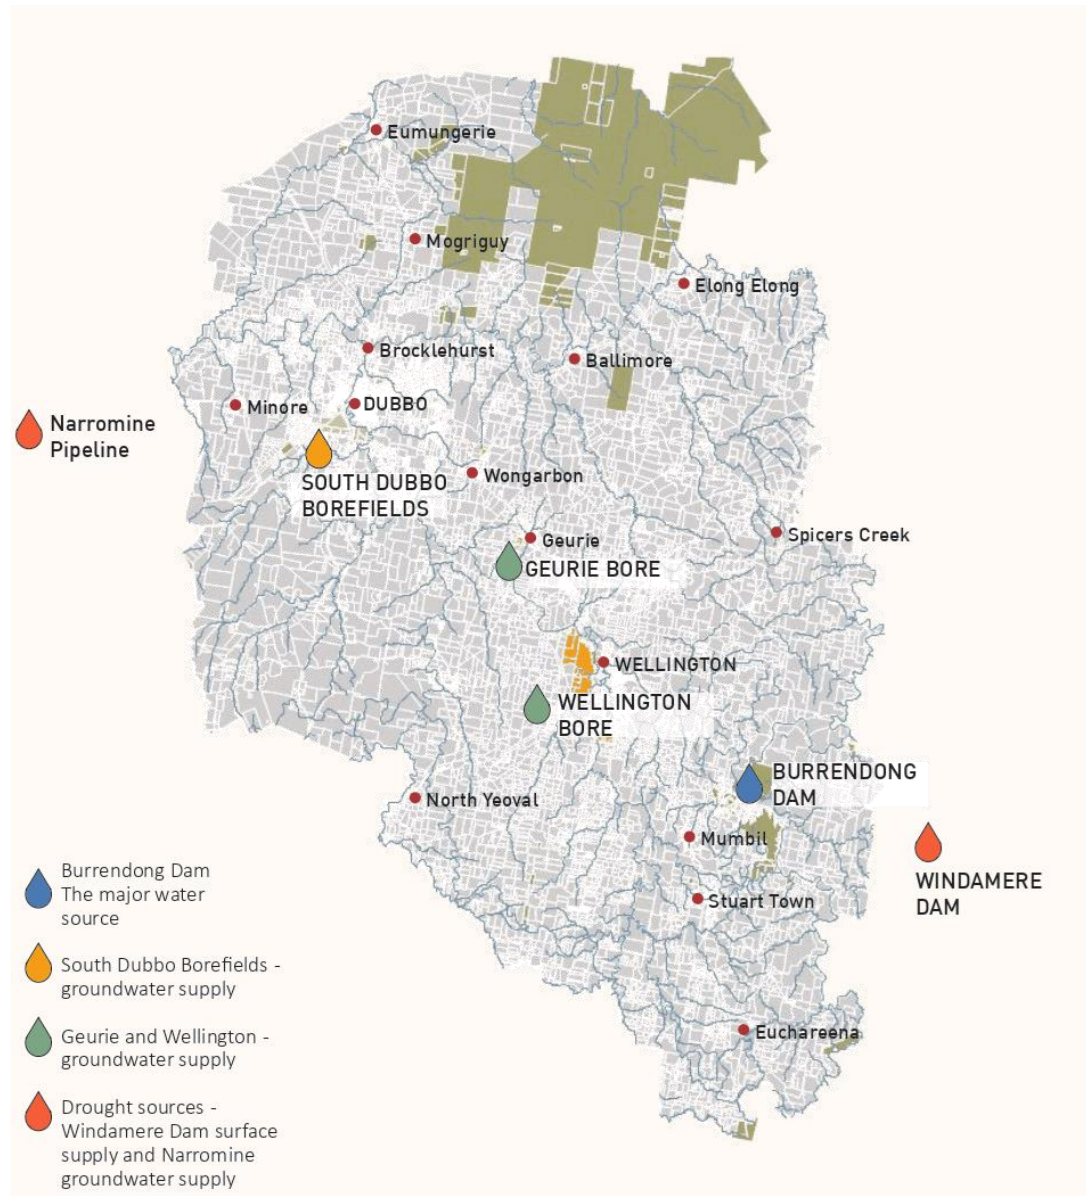 Eumungerie
Mogriguy
Elong Elong
Brocklehurst
Ballimore
Minore
DUBBO
Narromine
Pipeline
SOUTH DUBBO
BOREFIELDS
Wongarbon
Geurie
GEURIE BORE
Spicers Creek
WELLINGTON
WELLINGTON
BORE
BURRENDONG
DAM
North Yeoval
Mumbil
WINDAMERE
DAM
Stuart Town
Euchareena
Burrendong Dam
The major water
source
South Dubbo Borefields -
groundwater supply
Geurie and Wellington -
groundwater supply
Drought sources -
Windamere Dam surface
supply and Narromine
groundwater supply